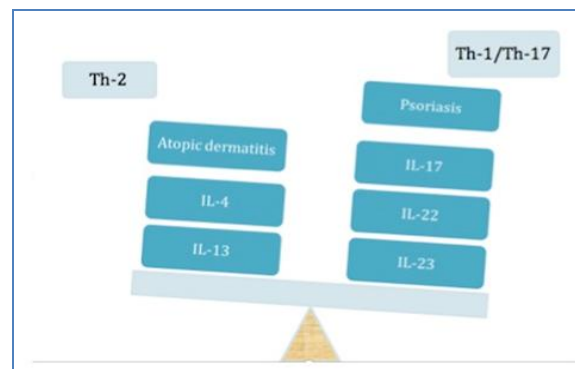 Th-2
Th-1/Th-17
Atopic dermatitis
IL-4
IL-13
Psoriasis
IL-17
IL-22
IL-23